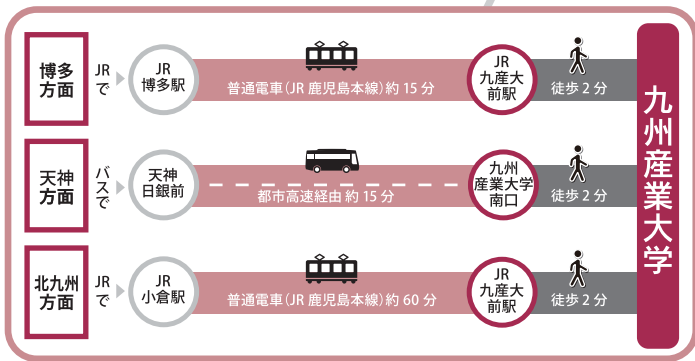 博多
方面
JR
で
JR
博多駅
普通電車(JR 鹿児島本線)約 15 分
JR
九産大
前駅
徒歩 2 分
天神
方面
バスで
天神
日銀前
都市高速経由 約 15 分
九州
産業大学
南口
徒歩 2 分
北九州
方面
JR
で
JR
小倉駅
普通電車(JR 鹿児島本線)約 60 分
JR
九産大
前駅
徒歩 2 分
九州産業大学